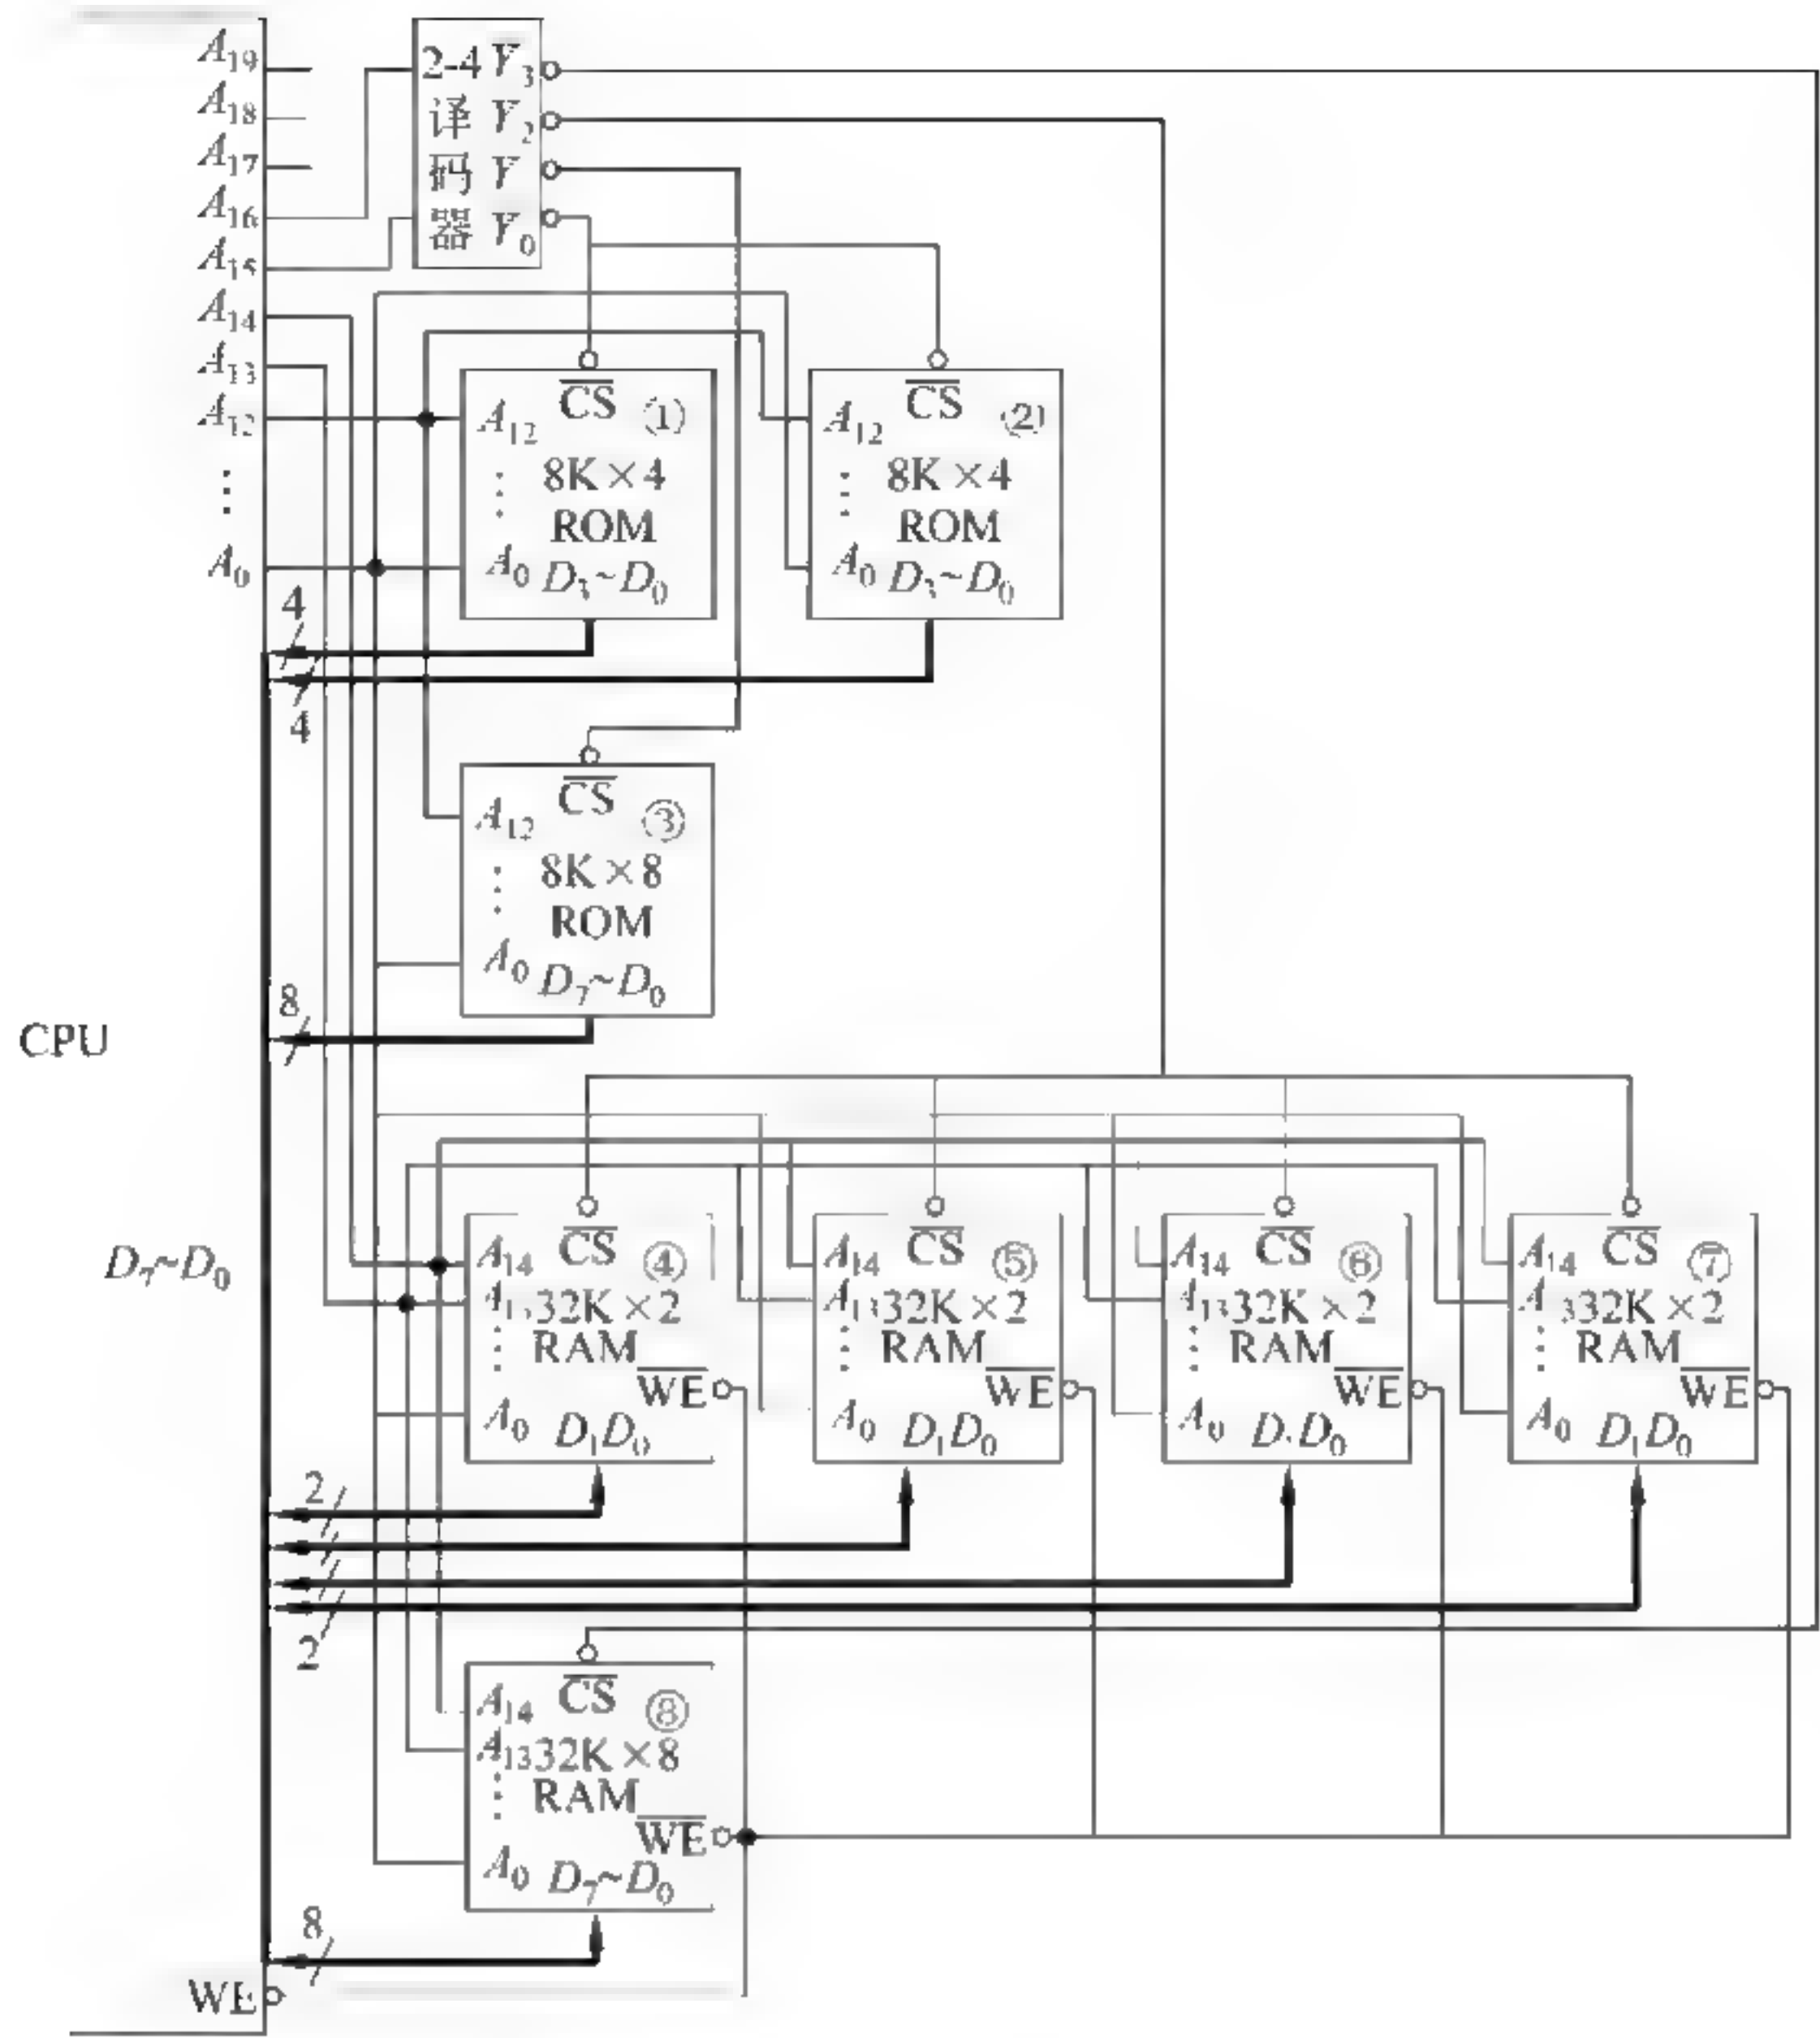 A19
A18
A17
A16
A15
A14
A13
A12
⋮
A0
2-4 Y3
译 Y2
码 Y
器 Y0
CS ①
A12
⋮ 8K×4
ROM
A0 D3~D0
CS ②
A12
⋮ 8K×4
ROM
A0 D3~D0
4
4
CS ③
A12
⋮ 8K×8
ROM
A0 D7~D0
8
CPU
D7~D0
A14 CS ④
A13 32K×2
⋮ RAM
WE
A0 D1D0
A14 CS ⑤
A13 32K×2
⋮ RAM
WE
A0 D1D0
A14 CS ⑥
A13 32K×2
⋮ RAM
WE
A0 D1D0
A14 CS ⑦
A13 32K×2
⋮ RAM
WE
A0 D1D0
2
2
A14 CS ⑧
A13 32K×8
⋮ RAM
WE
A0 D7~D0
8
WE